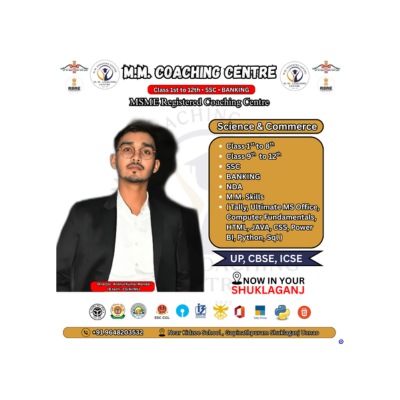 M.M. COACHING CENTRE
Class 1st to 12th • SSC • BANKING
MSME Registered Coaching Centre
Science & Commerce
Class 1st to 8th
Class 9th to 12th
SSC
BANKING
NDA
M.M. Skills
(Tally, Ultimate MS Office,
Computer Fundamentals,
HTML, JAVA, CSS, Power
BI, Python, Sql)
UP, CBSE, ICSE
NOW IN YOUR
SHUKLAGANJ
SSC CGL
+91.9648203532
Near Kidzee School, Gopinathpuram Shuklaganj Unnao